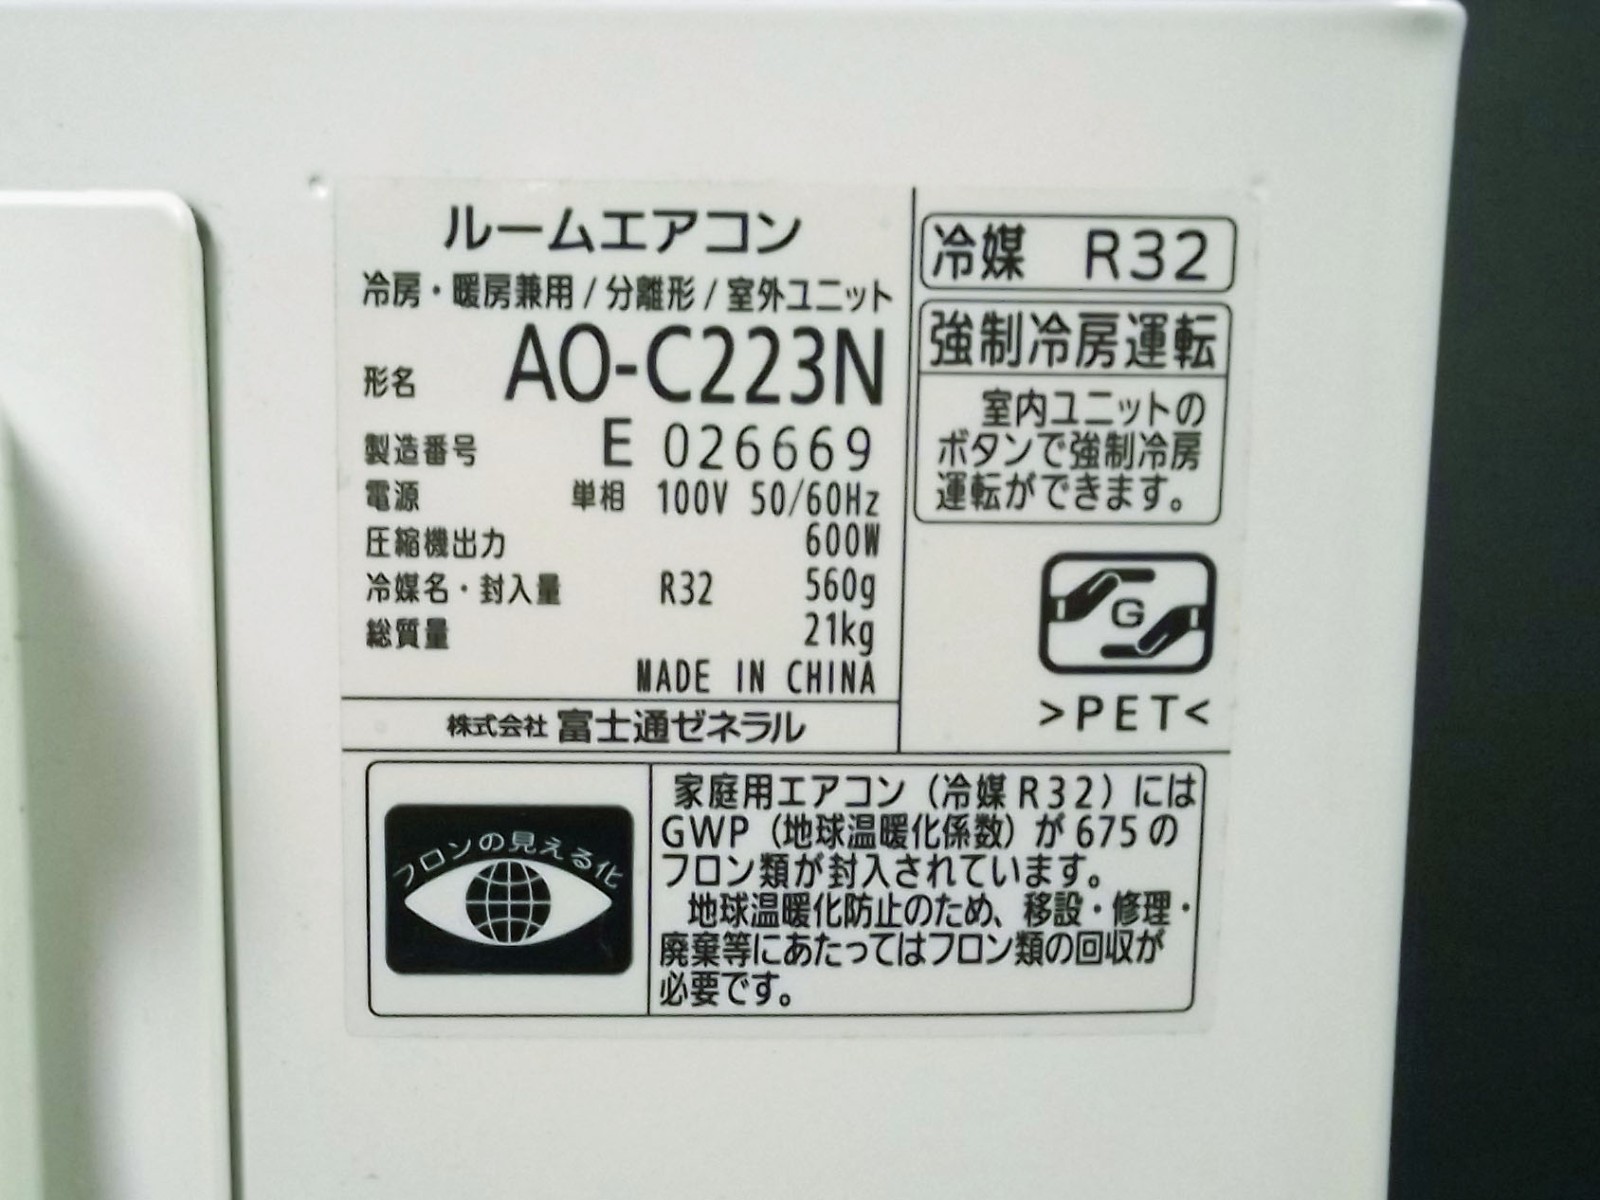 ルームエアコン
冷房・暖房兼用/分離形/室外ユニット
形名 AO-C223N
製造番号 E 026669
電源 単相 100V 50/60Hz
圧縮機出力 600W
冷媒名・封入量 R32 560g
総質量 21kg
MADE IN CHINA
株式会社 富士通ゼネラル
冷媒 R32
強制冷房運転
室内ユニットの
ボタンで強制冷房
運転ができます。
G
>PET<
フロンの見える化
家庭用エアコン(冷媒R32)には
GWP(地球温暖化係数)が675の
フロン類が封入されています。
地球温暖化防止のため、移設・修理・
廃棄等にあたってはフロン類の回収が
必要です。